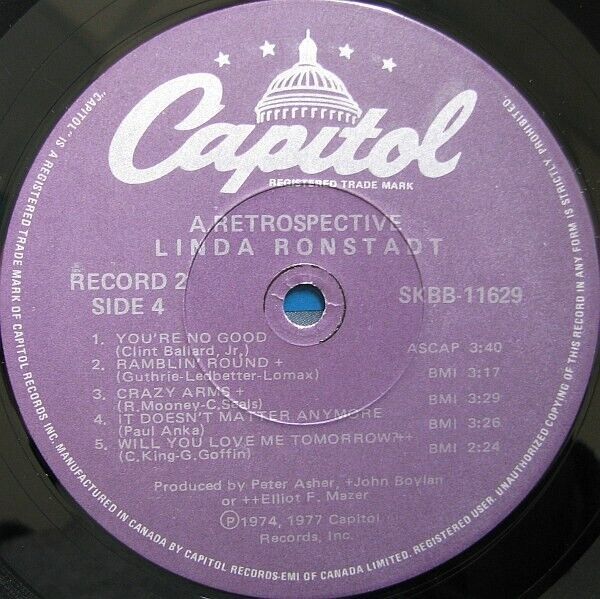 Capitol
REGISTERED TRADE MARK
A RETROSPECTIVE
LINDA RONSTADT
RECORD 2
SIDE 4
SKBB-11629
1. YOU'RE NO GOOD
(Clint Ballard, Jr.) ASCAP 3:40
2. RAMBLIN' ROUND +
(Guthrie-Ledbetter-Lomax) BMI 3:17
3. CRAZY ARMS +
(R. Mooney-C. Seals) BMI 3:29
4. IT DOESN'T MATTER ANYMORE
(Paul Anka) BMI 3:26
5. WILL YOU LOVE ME TOMORROW?++
(C. King-G. Goffin) BMI 2:24
Produced by Peter Asher, +John Boylan
or ++Elliot F. Mazer
Ⓟ1974, 1977 Capitol
Records, Inc.
"CAPITOL" IS A REGISTERED TRADE MARK OF CAPITOL RECORDS INC. MANUFACTURED IN CANADA BY CAPITOL RECORDS-EMI OF CANADA LIMITED. REGISTERED USER. UNAUTHORIZED COPYING OF THIS RECORD IN ANY FORM IS STRICTLY PROHIBITED.